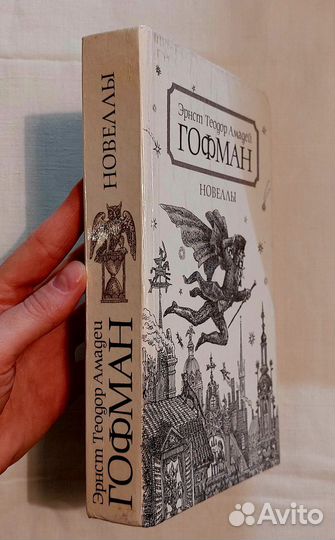 Эрнст Теодор Амадей
ГОФМАН
НОВЕЛЛЫ
Эрнст Теодор Амадей
ГОФМАН
НОВЕЛЛЫ
Avito